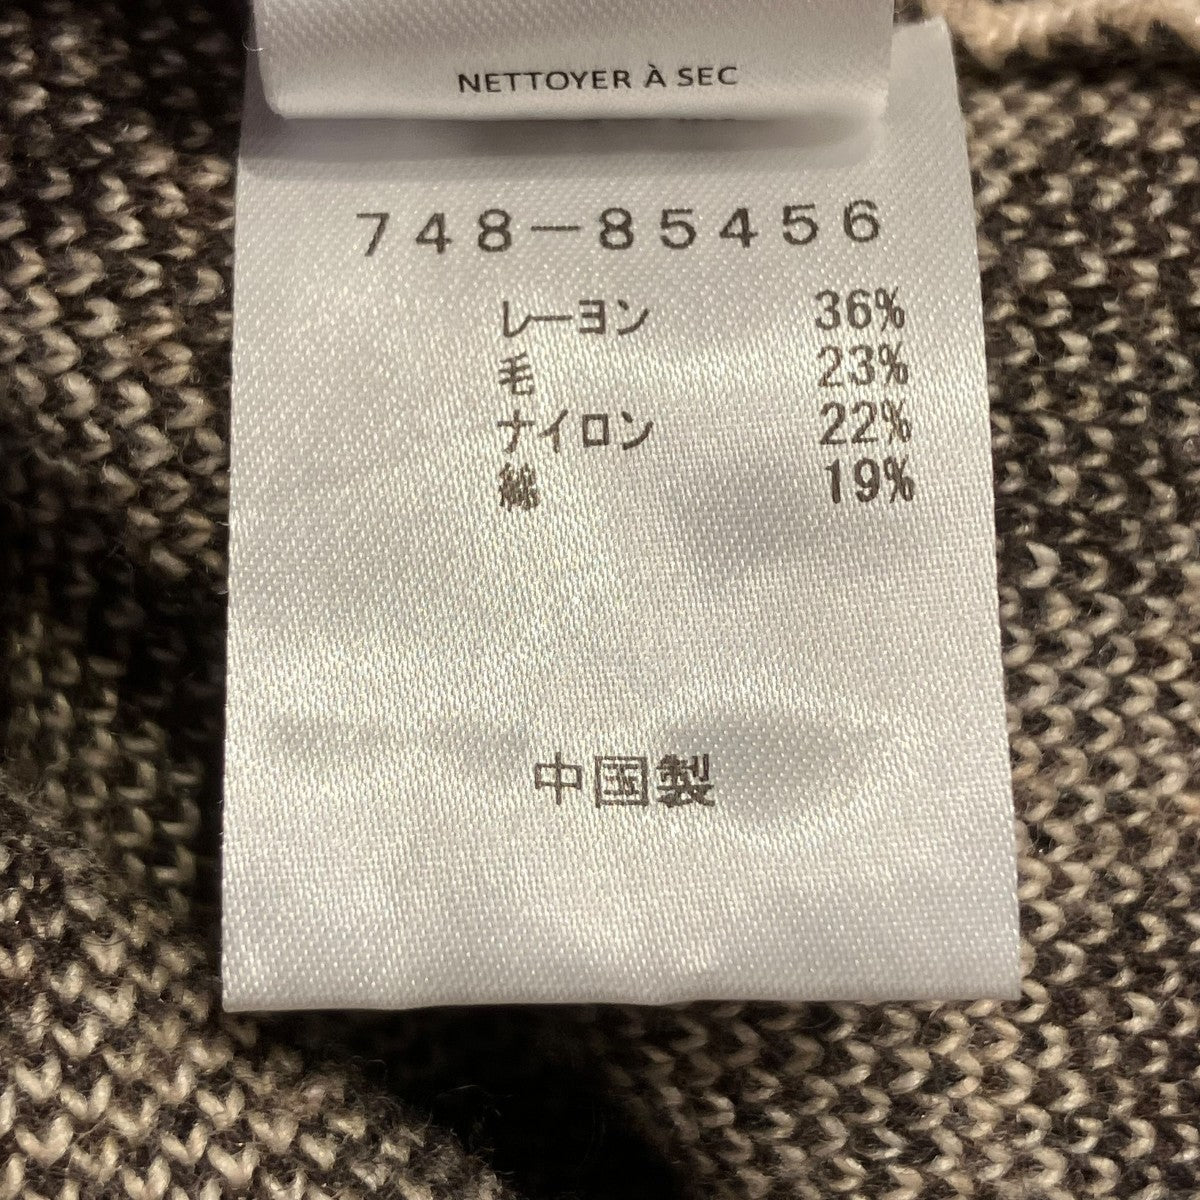 NETTOYER À SEC
748-85456
レーヨン 36%
毛 23%
ナイロン 22%
綿 19%
中国製